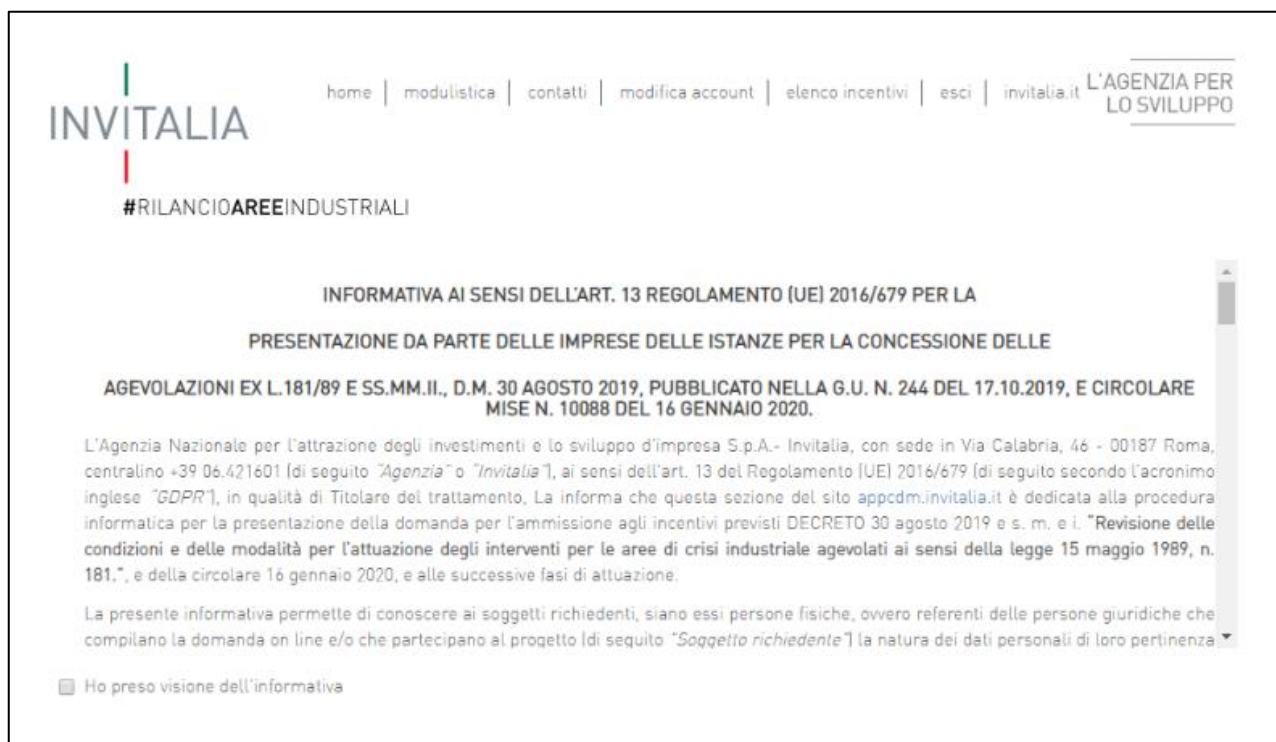 INVITALIA
home | modulistica | contatti | modifica account | elenco incentivi | esci | invitalia.it
L'AGENZIA PER
LO SVILUPPO
#RILANCIOAREEINDUSTRIALI
INFORMATIVA AI SENSI DELL'ART. 13 REGOLAMENTO (UE) 2016/679 PER LA
PRESENTAZIONE DA PARTE DELLE IMPRESE DELLE ISTANZE PER LA CONCESSIONE DELLE
AGEVOLAZIONI EX L.181/89 E SS.MM.II., D.M. 30 AGOSTO 2019, PUBBLICATO NELLA G.U. N. 244 DEL 17.10.2019, E CIRCOLARE
MISE N. 10088 DEL 16 GENNAIO 2020.
L'Agenzia Nazionale per l'attrazione degli investimenti e lo sviluppo d'impresa S.p.A.- Invitalia, con sede in Via Calabria, 46 - 00187 Roma,
centralino +39 06.421601 (di seguito "Agenzia" o "Invitalia"), ai sensi dell'art. 13 del Regolamento (UE) 2016/679 (di seguito secondo l'acronimo
inglese "GDPR"), in qualità di Titolare del trattamento, La informa che questa sezione del sito appcdm.invitalia.it è dedicata alla procedura
informatica per la presentazione della domanda per l'ammissione agli incentivi previsti DECRETO 30 agosto 2019 e s. m. e i. "Revisione delle
condizioni e delle modalità per l'attuazione degli interventi per le aree di crisi industriale agevolati ai sensi della legge 15 maggio 1989, n.
181.", e della circolare 16 gennaio 2020, e alle successive fasi di attuazione.
La presente informativa permette di conoscere ai soggetti richiedenti, siano essi persone fisiche, ovvero referenti delle persone giuridiche che
compilano la domanda on line e/o che partecipano al progetto (di seguito "Soggetto richiedente") la natura dei dati personali di loro pertinenza
Ho preso visione dell'informativa